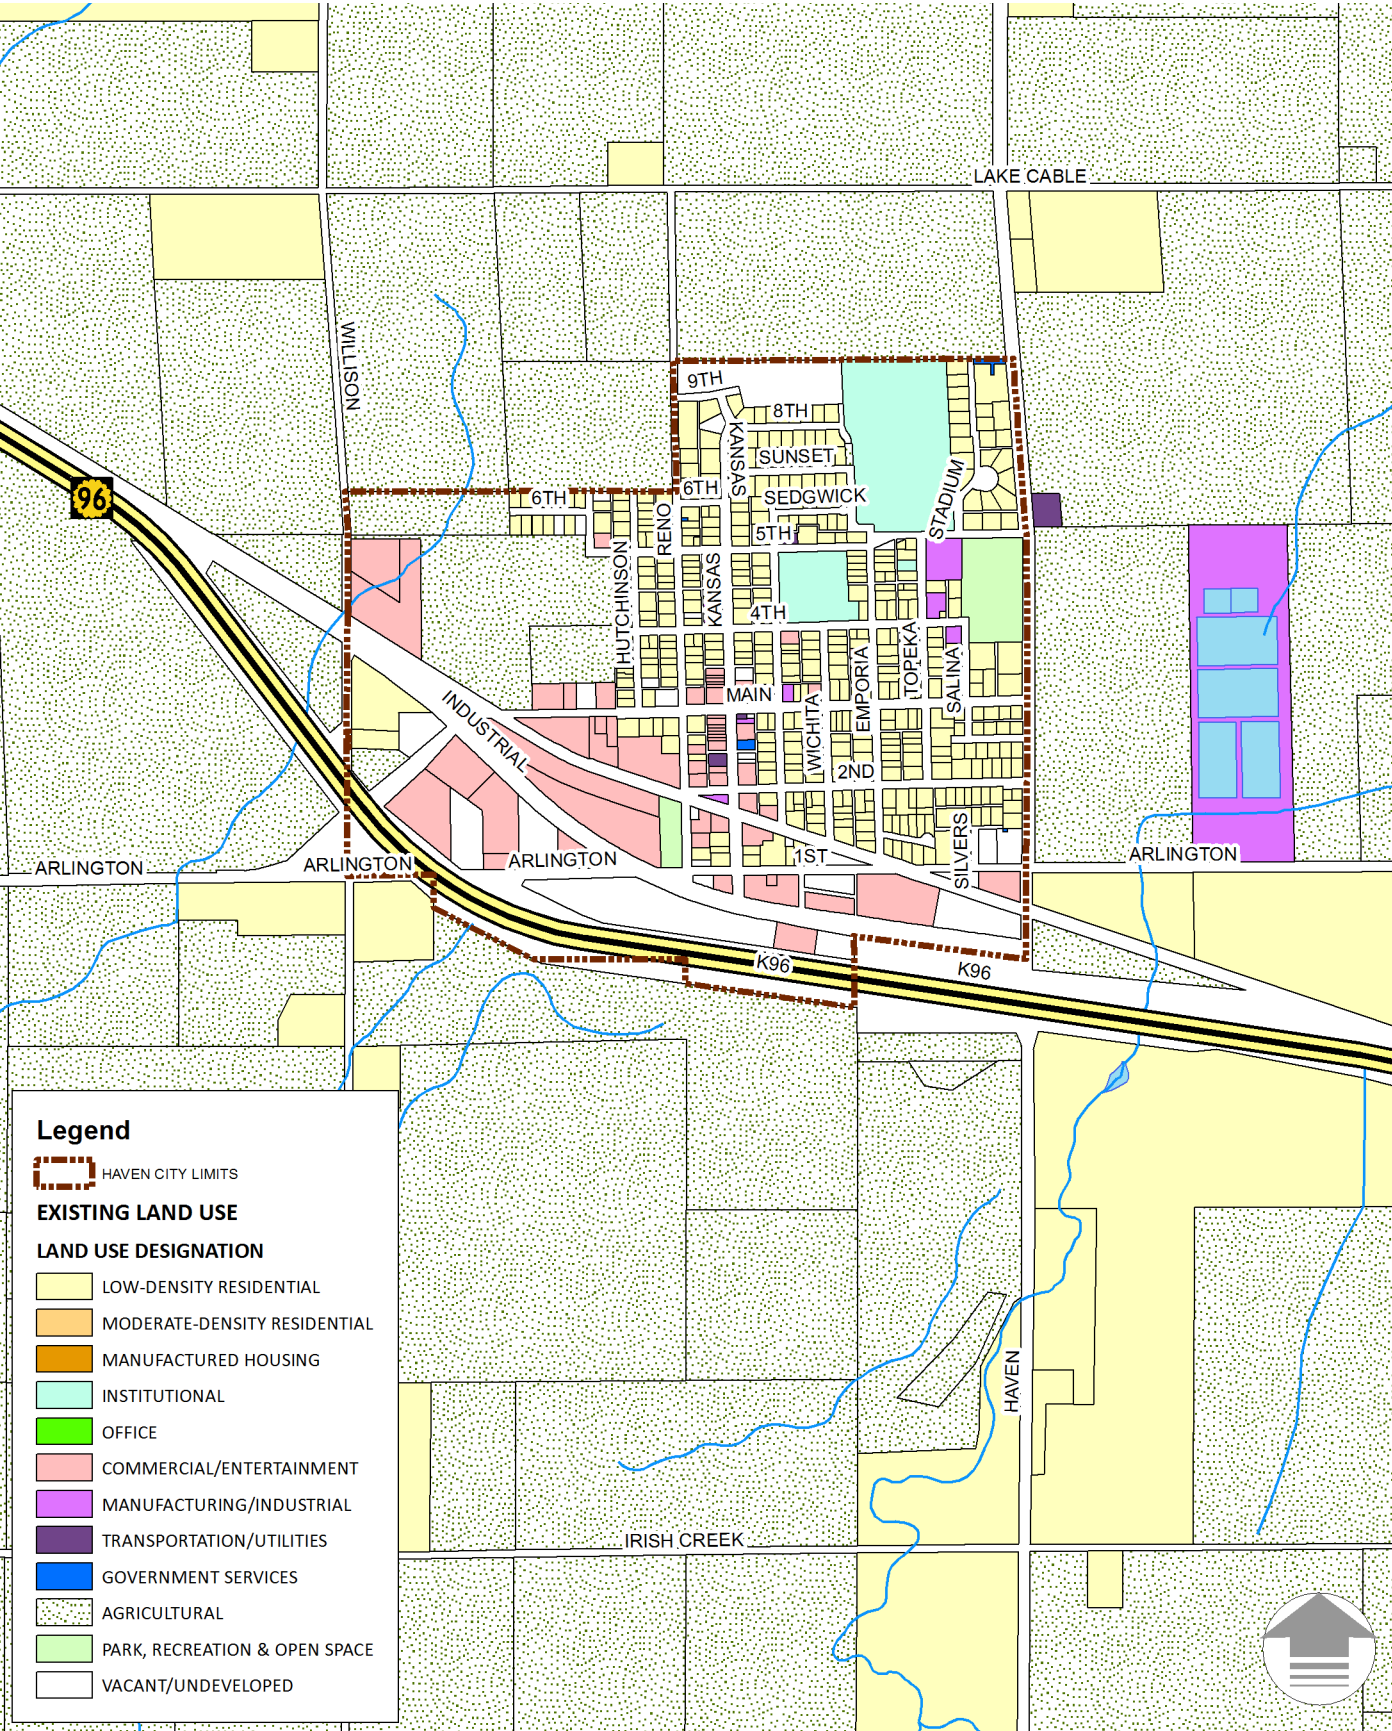 LAKE CABLE
WILLISON
9TH
8TH
KANSAS
SUNSET
96
6TH
6TH
SEDGWICK
STADIUM
RENO
5TH
HUTCHINSON
KANSAS
4TH
EMPORIA
TOPEKA
SALINA
MAIN
INDUSTRIAL
WICHITA
2ND
SILVERS
1ST
ARLINGTON
ARLINGTON
ARLINGTON
ARLINGTON
K96
K96
HAVEN
IRISH CREEK
Legend
HAVEN CITY LIMITS
EXISTING LAND USE
LAND USE DESIGNATION
LOW-DENSITY RESIDENTIAL
MODERATE-DENSITY RESIDENTIAL
MANUFACTURED HOUSING
INSTITUTIONAL
OFFICE
COMMERCIAL/ENTERTAINMENT
MANUFACTURING/INDUSTRIAL
TRANSPORTATION/UTILITIES
GOVERNMENT SERVICES
AGRICULTURAL
PARK, RECREATION & OPEN SPACE
VACANT/UNDEVELOPED